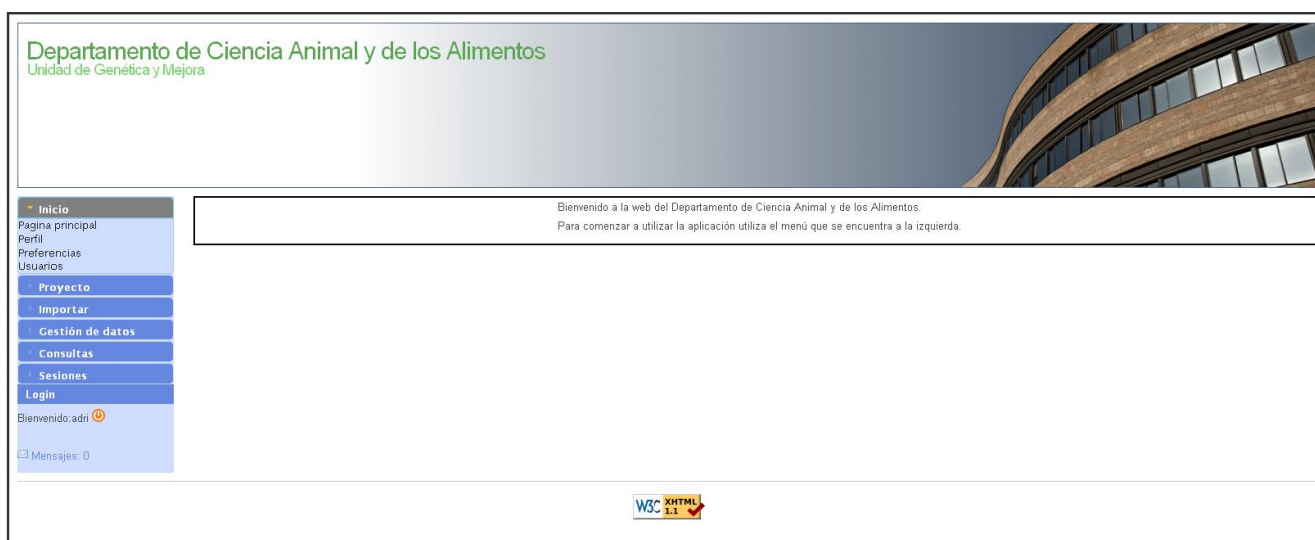 Departamento de Ciencia Animal y de los Alimentos
Unidad de Genética y Mejora
Inicio
Pagina principal
Perfil
Preferencias
Usuarios
Proyecto
Importar
Gestión de datos
Consultas
Sesiones
Login
Bienvenido:adri
Mensajes: 0
Bienvenido a la web del Departamento de Ciencia Animal y de los Alimentos.
Para comenzar a utilizar la aplicación utiliza el menú que se encuentra a la izquierda.
W3C XHTML
1.1